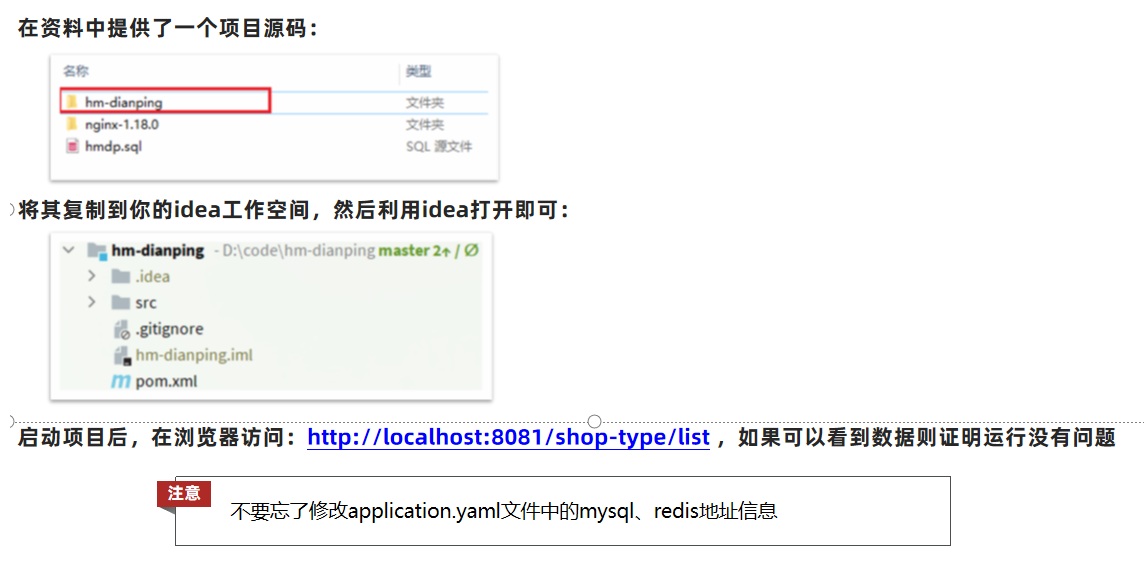 在资料中提供了一个项目源码：
名称 类型
hm-dianping 文件夹
nginx-1.18.0 文件夹
hmdp.sql SQL 源文件
将其复制到你的idea工作空间，然后利用idea打开即可：
hm-dianping - D:\code\hm-dianping master 2↑ / Ø
.idea
src
.gitignore
hm-dianping.iml
pom.xml
启动项目后，在浏览器访问：http://localhost:8081/shop-type/list ，如果可以看到数据则证明运行没有问题
注意
不要忘了修改application.yaml文件中的mysql、redis地址信息